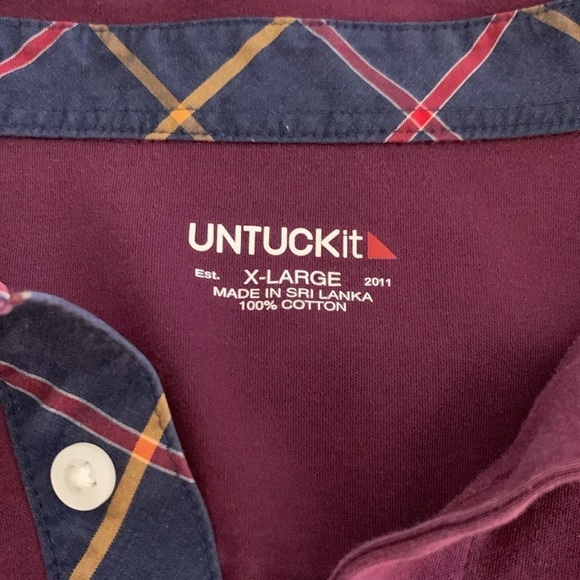 UNTUCKit
Est. X-LARGE 2011
MADE IN SRI LANKA
100% COTTON